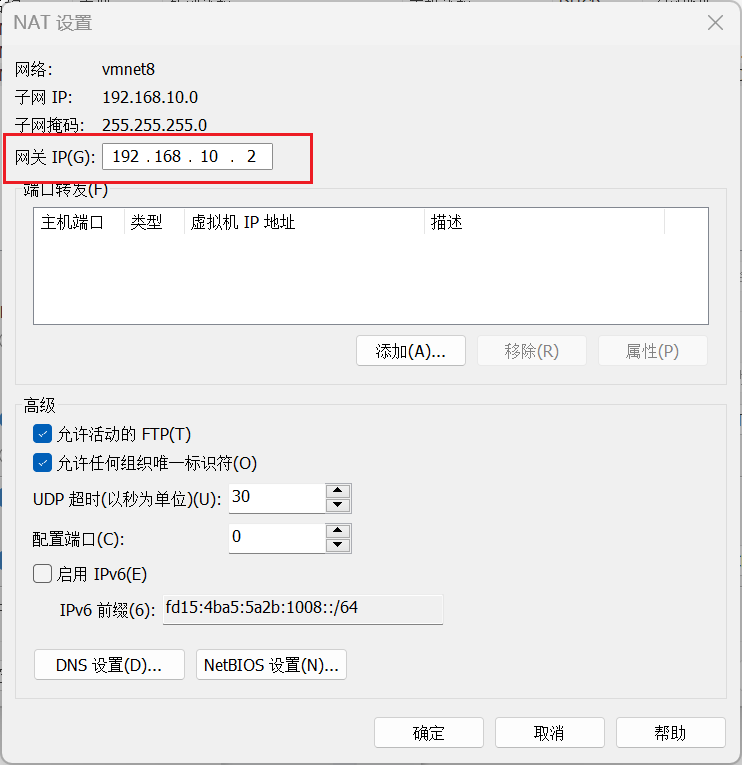 NAT 设置
网络: vmnet8
子网 IP: 192.168.10.0
子网掩码: 255.255.255.0
网关 IP(G): 192 . 168 . 10 . 2
端口转发(F)
主机端口 类型 虚拟机 IP 地址 描述
添加(A)... 移除(R) 属性(P)
高级
允许活动的 FTP(T)
允许任何组织唯一标识符(O)
UDP 超时(以秒为单位)(U): 30
配置端口(C): 0
启用 IPv6(E)
IPv6 前缀(6): fd15:4ba5:5a2b:1008::/64
DNS 设置(D)... NetBIOS 设置(N)...
确定 取消 帮助